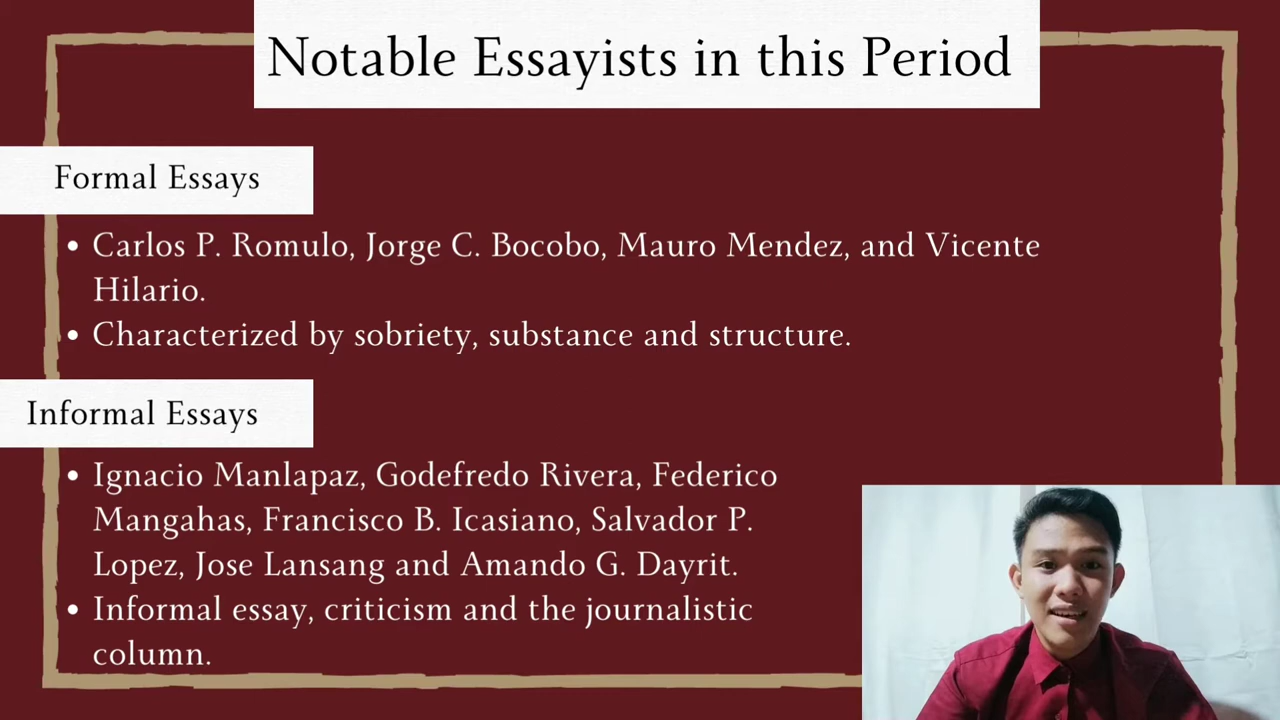 Notable Essayists in this Period
Formal Essays
• Carlos P. Romulo, Jorge C. Bocobo, Mauro Mendez, and Vicente
Hilario.
• Characterized by sobriety, substance and structure.
Informal Essays
• Ignacio Manlapaz, Godefredo Rivera, Federico
Mangahas, Francisco B. Icasiano, Salvador P.
Lopez, Jose Lansang and Amando G. Dayrit.
• Informal essay, criticism and the journalistic
column.